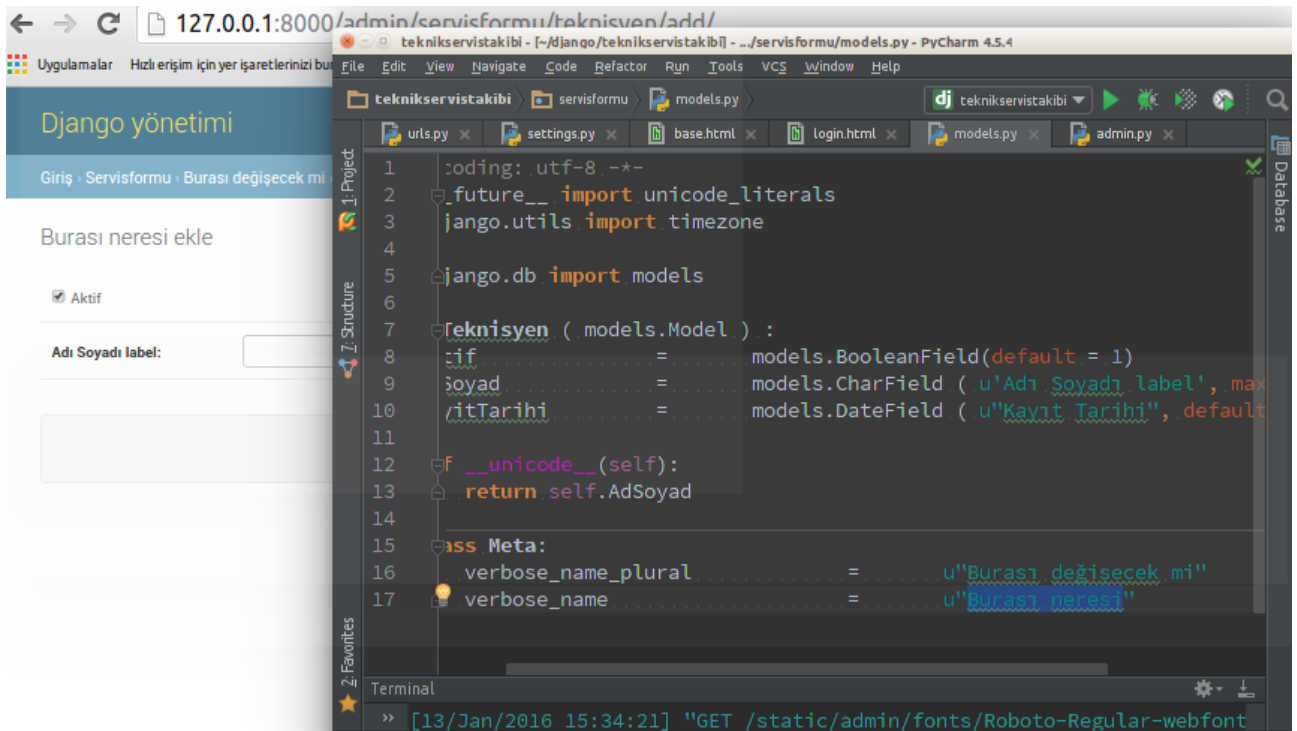 127.0.0.1:8000/admin/servisformu/teknisyen/add/
Uygulamalar Hızlı erişim için yer işaretlerinizi bu
Django yönetimi
Giriş › Servisformu › Burası değişecek mi
Burası neresi ekle
Aktif
Adı Soyadı label:
teknikservistakibi - [~/django/teknikservistakibi] - .../servisformu/models.py - PyCharm 4.5.4
File Edit View Navigate Code Refactor Run Tools VCS Window Help
teknikservistakibi servisformu models.py dj teknikservistakibi
urls.py settings.py base.html login.html models.py admin.py
1: Project
7: Structure
2: Favorites
Database
1 coding: utf-8 -*-
2 _future__ import unicode_literals
3 jango.utils import timezone
4
5 jango.db import models
6
7 Teknisyen ( models.Model ) :
8 tif = models.BooleanField(default = 1)
9 Soyad = models.CharField ( u'Adı Soyadı label', max
10 yitTarihi = models.DateField ( u"Kayıt Tarihi", default
11
12 f __unicode__(self):
13 return self.AdSoyad
14
15 ass Meta:
16 verbose_name_plural = u"Burası değişecek mi"
17 verbose_name = u"Burası neresi"
Terminal
[13/Jan/2016 15:34:21] "GET /static/admin/fonts/Roboto-Regular-webfont